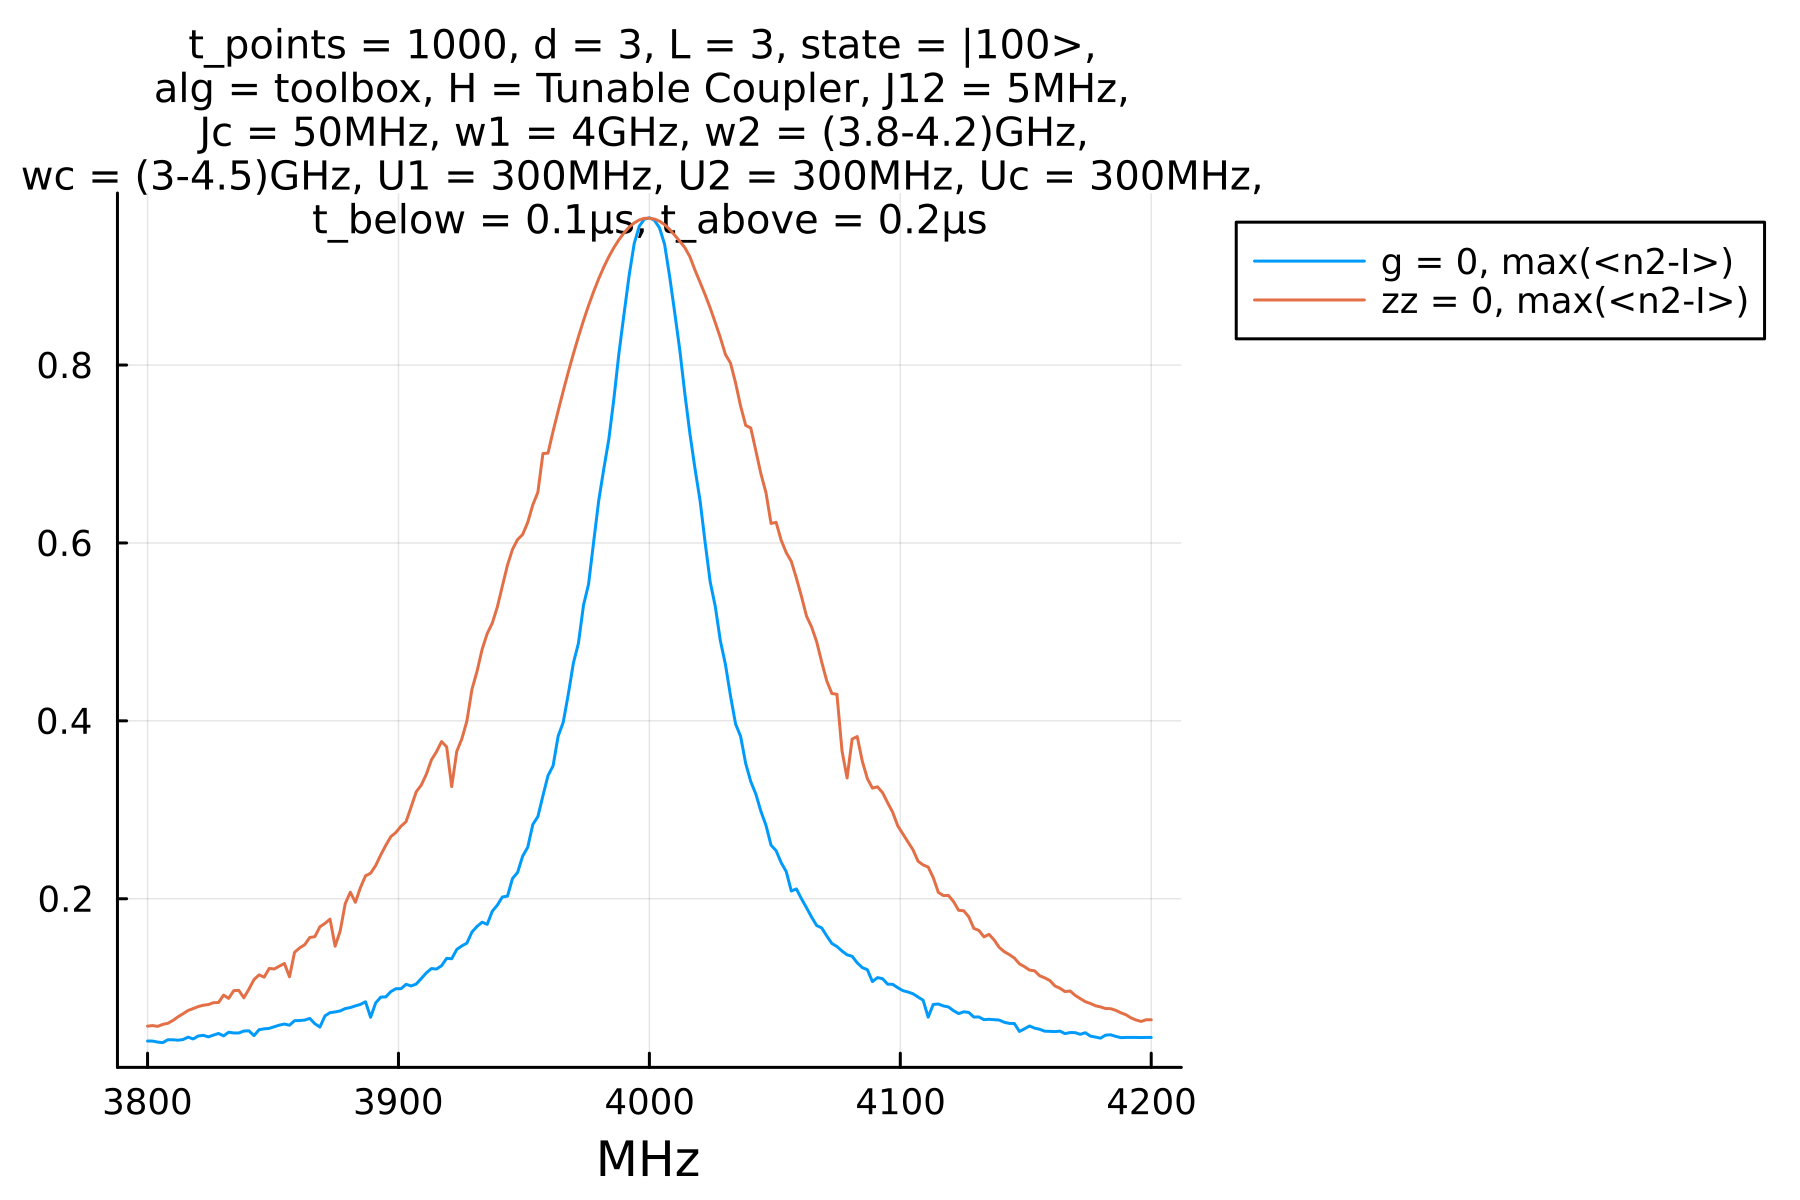 t_points = 1000, d = 3, L = 3, state = |100>,
alg = toolbox, H = Tunable Coupler, J12 = 5MHz,
Jc = 50MHz, w1 = 4GHz, w2 = (3.8-4.2)GHz,
wc = (3-4.5)GHz, U1 = 300MHz, U2 = 300MHz, Uc = 300MHz,
t_below = 0.1μs, t_above = 0.2μs
g = 0, max(<n2-I>)
zz = 0, max(<n2-I>)
0.8
0.6
0.4
0.2
3800 3900 4000 4100 4200
MHz